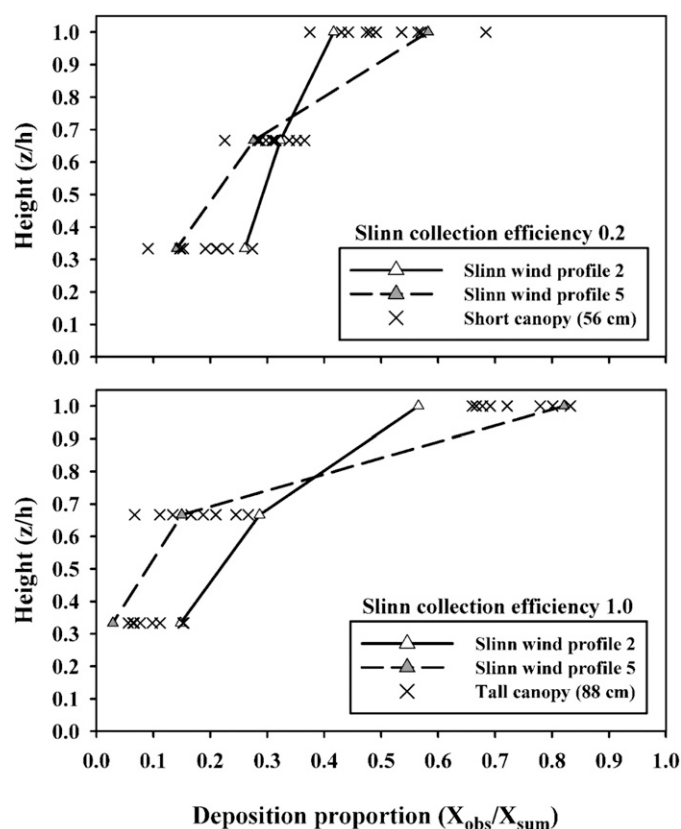 1.0
0.9
0.8
0.7
0.6
0.5
0.4
0.3
0.2
0.1
0.0
Height (z/h)
Slinn collection efficiency 0.2
Slinn wind profile 2
Slinn wind profile 5
Short canopy (56 cm)
1.0
0.9
0.8
0.7
0.6
0.5
0.4
0.3
0.2
0.1
0.0
Height (z/h)
Slinn collection efficiency 1.0
Slinn wind profile 2
Slinn wind profile 5
Tall canopy (88 cm)
0.0 0.1 0.2 0.3 0.4 0.5 0.6 0.7 0.8 0.9 1.0
Deposition proportion (Xobs/Xsum)